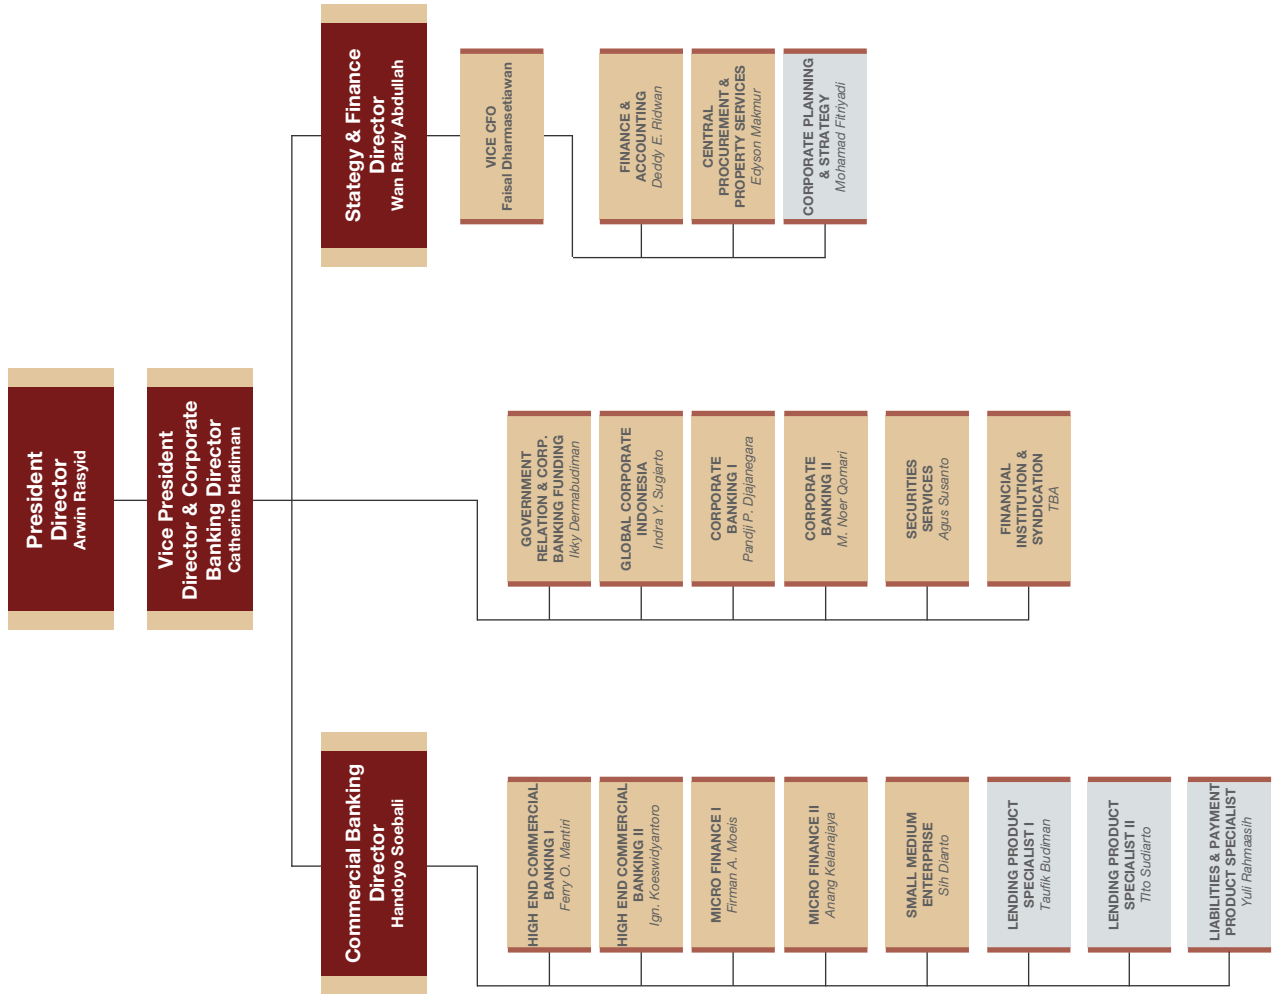 President
Director
Arwin Rasyid
Vice President
Director & Corporate
Banking Director
Catherine Hadiman
Commercial Banking
Director
Handoyo Soebali
HIGH END COMMERCIAL
BANKING I
Ferry O. Mantiri
HIGH END COMMERCIAL
BANKING II
Ign. Koeswidyantoro
MICRO FINANCE I
Firman A. Moeis
MICRO FINANCE II
Anang Kelanajaya
SMALL MEDIUM
ENTERPRISE
Sih Dianto
LENDING PRODUCT
SPECIALIST I
Taufik Budiman
LENDING PRODUCT
SPECIALIST II
TIto Sudiarto
LIABILITIES & PAYMENT
PRODUCT SPECIALIST
Yuli Rahmaasih
GOVERNMENT
RELATION & CORP.
BANKING FUNDING
Ikky Dermabudiman
GLOBAL CORPORATE
INDONESIA
Indra Y. Sugiarto
CORPORATE
BANKING I
Pandji P. Djajanegara
CORPORATE
BANKING II
M. Noer Qomari
SECURITIES
SERVICES
Agus Susanto
FINANCIAL
INSTITUTION &
SYNDICATION
TBA
Stategy & Finance
Director
Wan Razly Abdullah
VICE CFO
Faisal Dharmasetiawan
FINANCE &
ACCOUNTING
Deddy E. Ridwan
CENTRAL
PROCUREMENT &
PROPERTY SERVICES
Edyson Makmur
CORPORATE PLANNING
& STRATEGY
Mohamad Fitriyadi